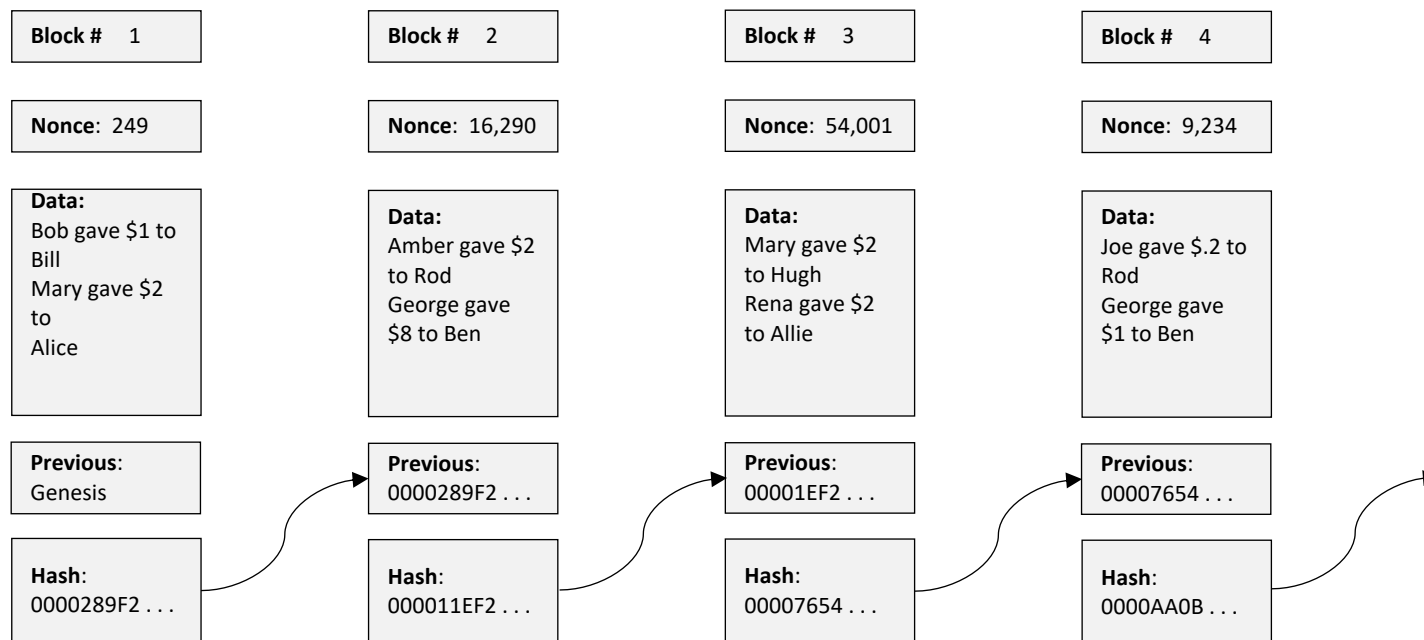 Block # 1
Nonce: 249
Data:
Bob gave $1 to
Bill
Mary gave $2
to
Alice
Previous:
Genesis
Hash:
0000289F2 . . .
Block # 2
Nonce: 16,290
Data:
Amber gave $2
to Rod
George gave
$8 to Ben
Previous:
0000289F2 . . .
Hash:
000011EF2 . . .
Block # 3
Nonce: 54,001
Data:
Mary gave $2
to Hugh
Rena gave $2
to Allie
Previous:
00001EF2 . . .
Hash:
00007654 . . .
Block # 4
Nonce: 9,234
Data:
Joe gave $.2 to
Rod
George gave
$1 to Ben
Previous:
00007654 . . .
Hash:
0000AA0B . . .